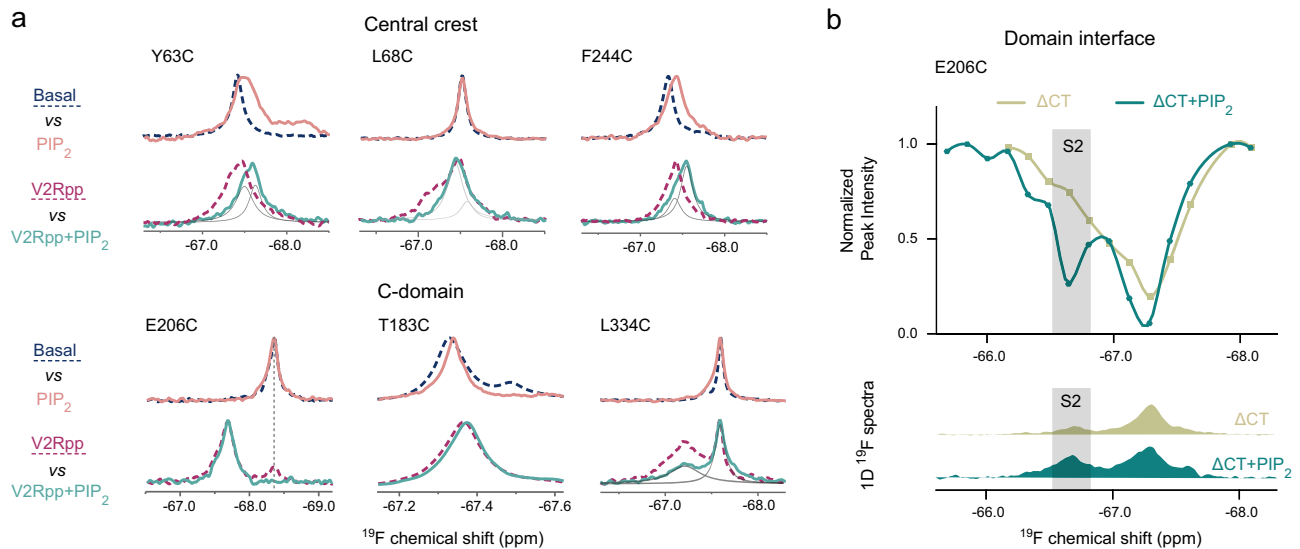 a
Central crest
Y63C
L68C
F244C
Basal
vs
PIP2
V2Rpp
vs
V2Rpp+PIP2
-67.0 -68.0
-67.0 -68.0
-67.0 -68.0
C-domain
E206C
T183C
L334C
Basal
vs
PIP2
V2Rpp
vs
V2Rpp+PIP2
-67.0 -68.0 -69.0
-67.2 -67.4 -67.6
-67.0 -68.0
19F chemical shift (ppm)
b
Domain interface
E206C
ΔCT
ΔCT+PIP2
S2
Normalized
Peak Intensity
1.0
0.5
0.0
-66.0 -67.0 -68.0
1D 19F spectra
S2
ΔCT
ΔCT+PIP2
-66.0 -67.0 -68.0
19F chemical shift (ppm)